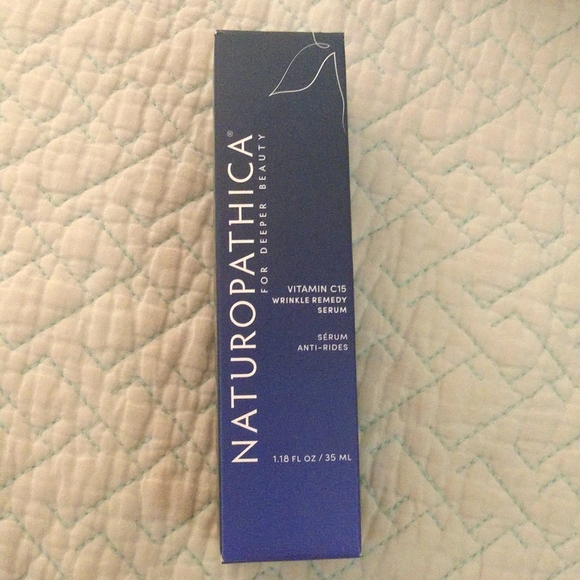 NATUROPATHICA®
FOR DEEPER BEAUTY
VITAMIN C15
WRINKLE REMEDY
SERUM
SÉRUM
ANTI-RIDES
1.18 FL OZ / 35 ML